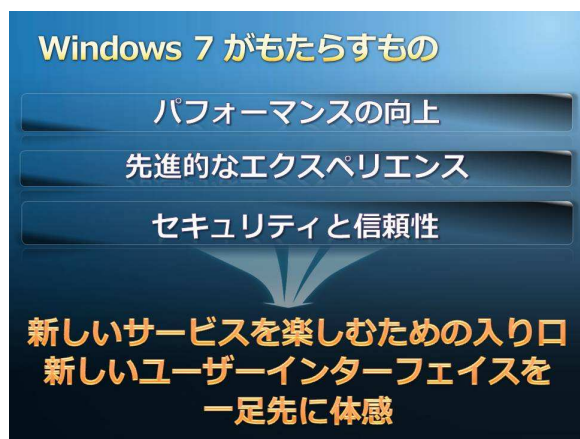 Windows 7 がもたらすもの
パフォーマンスの向上
先進的なエクスペリエンス
セキュリティと信頼性
新しいサービスを楽しむための入り口
新しいユーザーインターフェイスを
一足先に体感